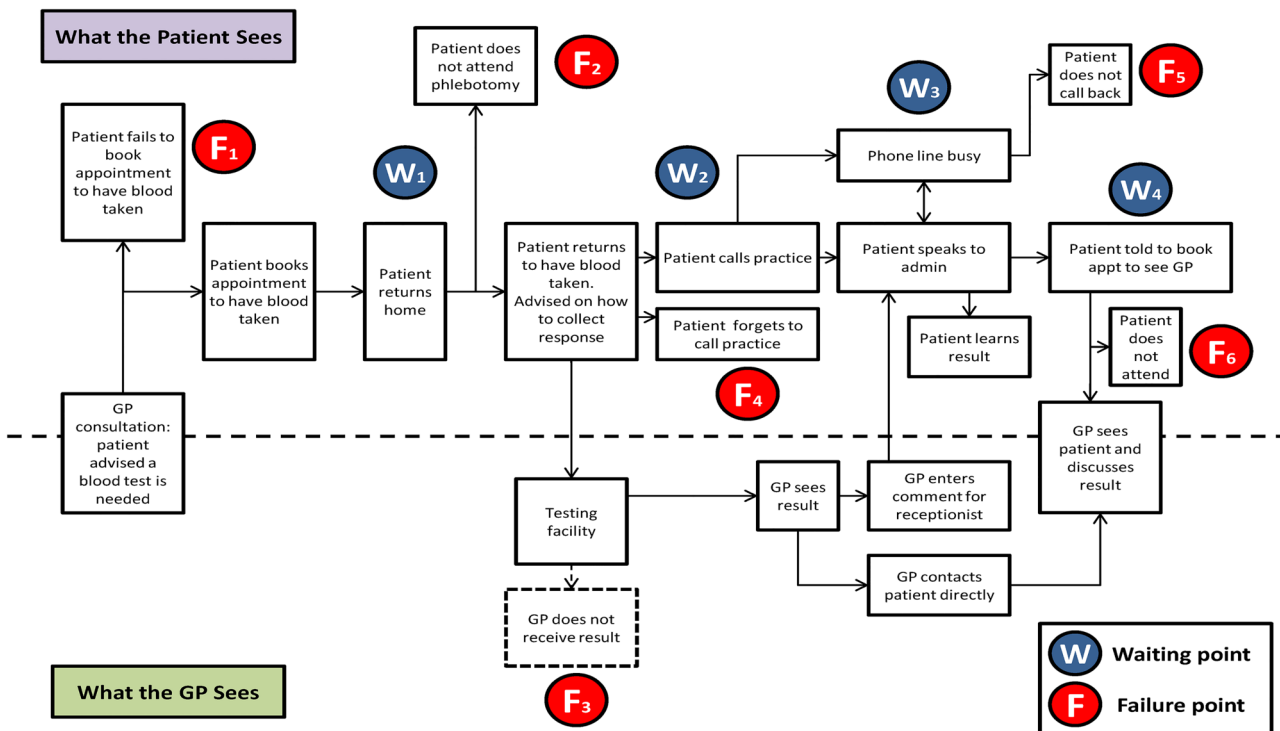 What the Patient Sees
Patient does
not attend
phlebotomy
F2
W3
Patient
does not
call back
F5
Patient fails to
book
appointment
to have blood
taken
F1
W1
W2
Phone line busy
W4
Patient books
appointment
to have blood
taken
Patient
returns
home
Patient returns
to have blood
taken.
Advised on how
to collect
response
Patient calls practice
Patient speaks to
admin
Patient told to book
appt to see GP
Patient forgets to
call practice
F4
Patient learns
result
Patient
does not
attend
F6
GP
consultation:
patient
advised a
blood test is
needed
Testing
facility
GP sees
result
GP enters
comment for
receptionist
GP sees
patient and
discusses
result
GP contacts
patient directly
GP does not
receive result
F3
What the GP Sees
W Waiting point
F Failure point